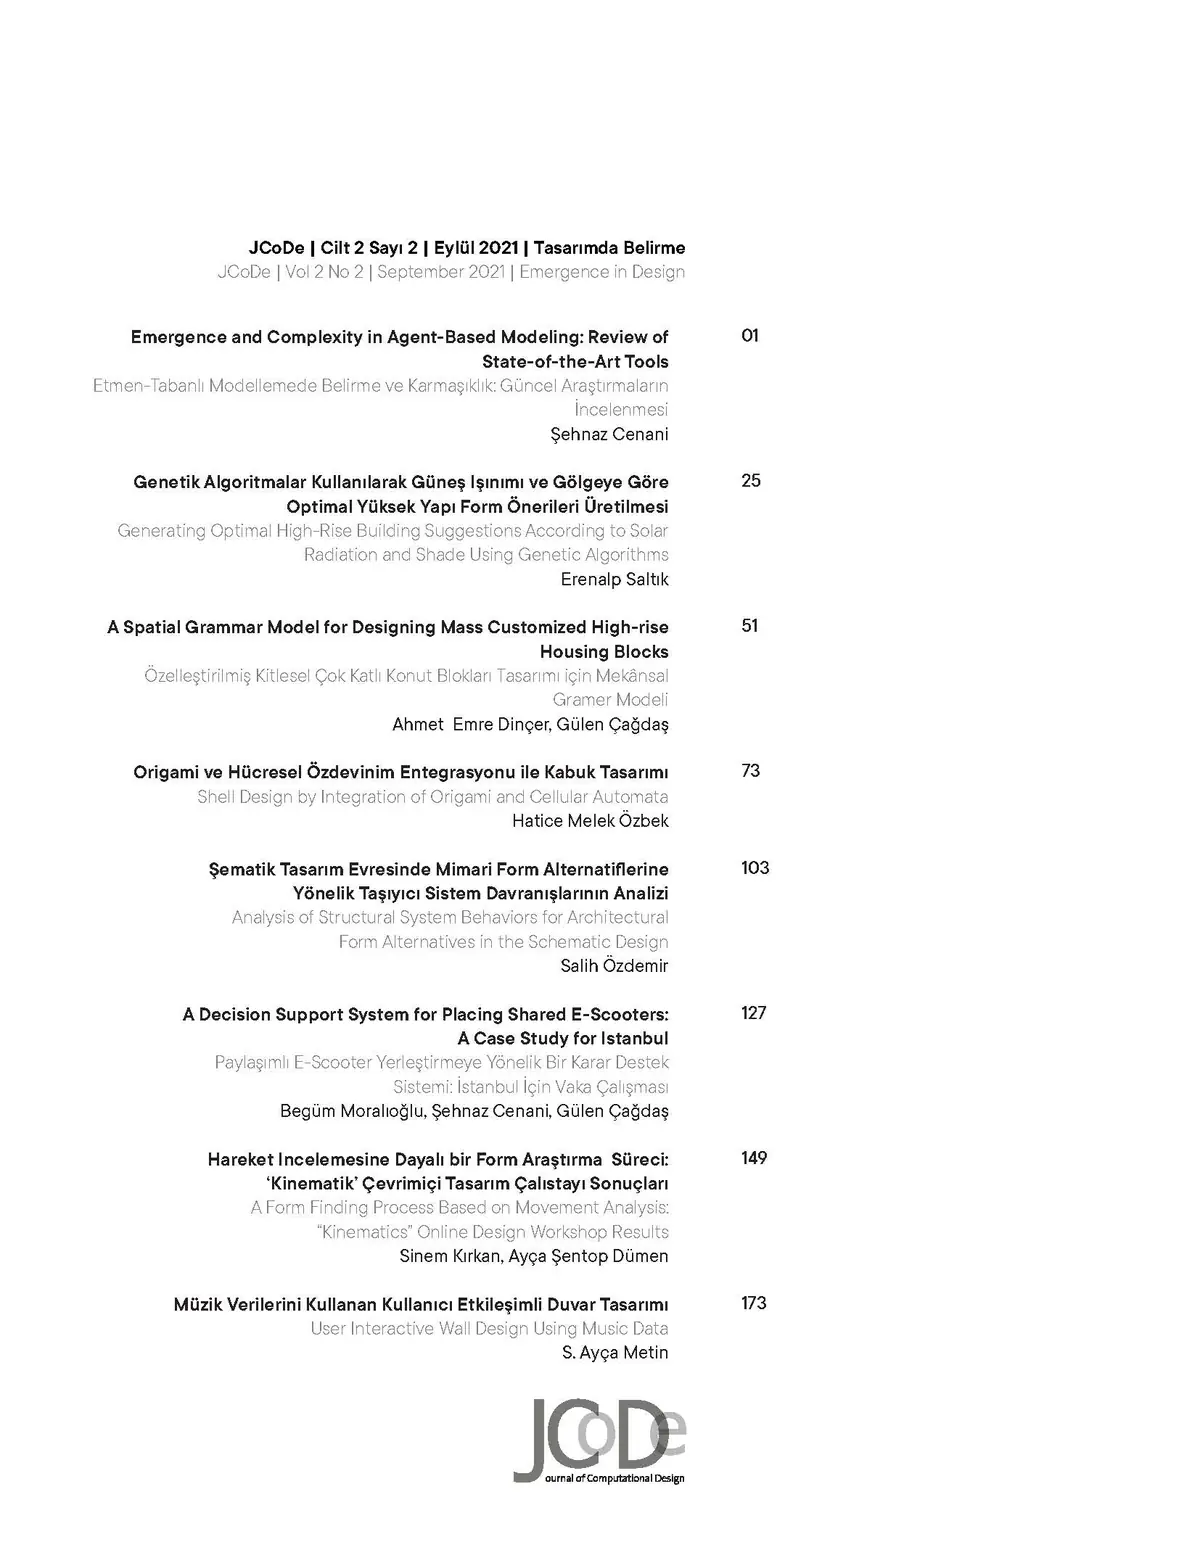 JCoDe | Cilt 2 Sayı 2 | Eylül 2021 | Tasarımda Belirme
JCoDe | Vol 2 No 2 | September 2021 | Emergence in Design
Emergence and Complexity in Agent-Based Modeling: Review of 01
State-of-the-Art Tools
Etmen-Tabanlı Modellemede Belirme ve Karmaşıklık: Güncel Araştırmaların
İncelenmesi
Şehnaz Cenani
Genetik Algoritmalar Kullanılarak Güneş Işınımı ve Gölgeye Göre 25
Optimal Yüksek Yapı Form Önerileri Üretilmesi
Generating Optimal High-Rise Building Suggestions According to Solar
Radiation and Shade Using Genetic Algorithms
Erenalp Saltık
A Spatial Grammar Model for Designing Mass Customized High-rise 51
Housing Blocks
Özelleştirilmiş Kitlesel Çok Katlı Konut Blokları Tasarımı için Mekânsal
Gramer Modeli
Ahmet Emre Dinçer, Gülen Çağdaş
Origami ve Hücresel Özdevinim Entegrasyonu ile Kabuk Tasarımı 73
Shell Design by Integration of Origami and Cellular Automata
Hatice Melek Özbek
Şematik Tasarım Evresinde Mimari Form Alternatiflerine 103
Yönelik Taşıyıcı Sistem Davranışlarının Analizi
Analysis of Structural System Behaviors for Architectural
Form Alternatives in the Schematic Design
Salih Özdemir
A Decision Support System for Placing Shared E-Scooters: 127
A Case Study for Istanbul
Paylaşımlı E-Scooter Yerleştirmeye Yönelik Bir Karar Destek
Sistemi: İstanbul İçin Vaka Çalışması
Begüm Moralıoğlu, Şehnaz Cenani, Gülen Çağdaş
Hareket Incelemesine Dayalı bir Form Araştırma Süreci: 149
‘Kinematik’ Çevrimiçi Tasarım Çalıstayı Sonuçları
A Form Finding Process Based on Movement Analysis:
“Kinematics” Online Design Workshop Results
Sinem Kırkan, Ayça Şentop Dümen
Müzik Verilerini Kullanan Kullanıcı Etkileşimli Duvar Tasarımı 173
User Interactive Wall Design Using Music Data
S. Ayça Metin
JCoDe
ournal of Computational Design